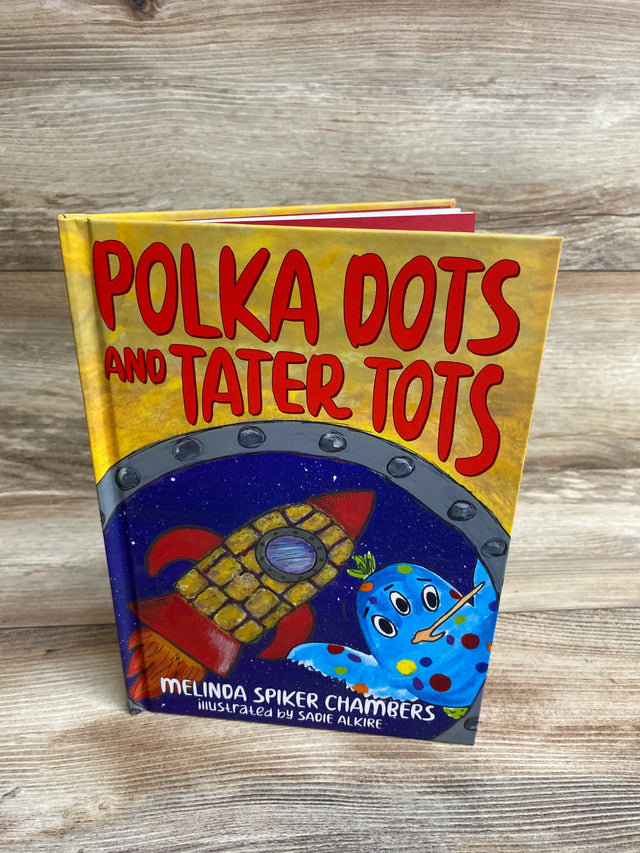 POLKA DOTS
AND TATER TOTS
MELINDA SPIKER CHAMBERS
illustrated by SADIE ALKIRE